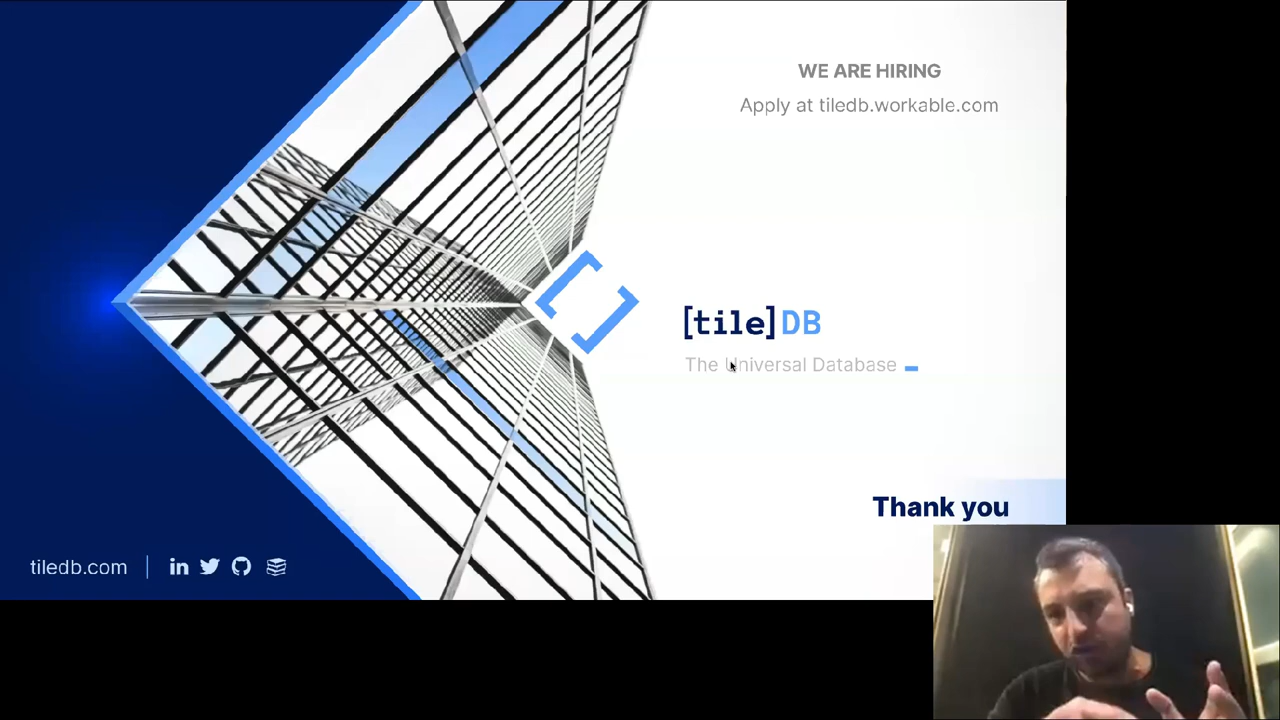 WE ARE HIRING
Apply at tiledb.workable.com
[tile]DB
The Universal Database
Thank you
tiledb.com